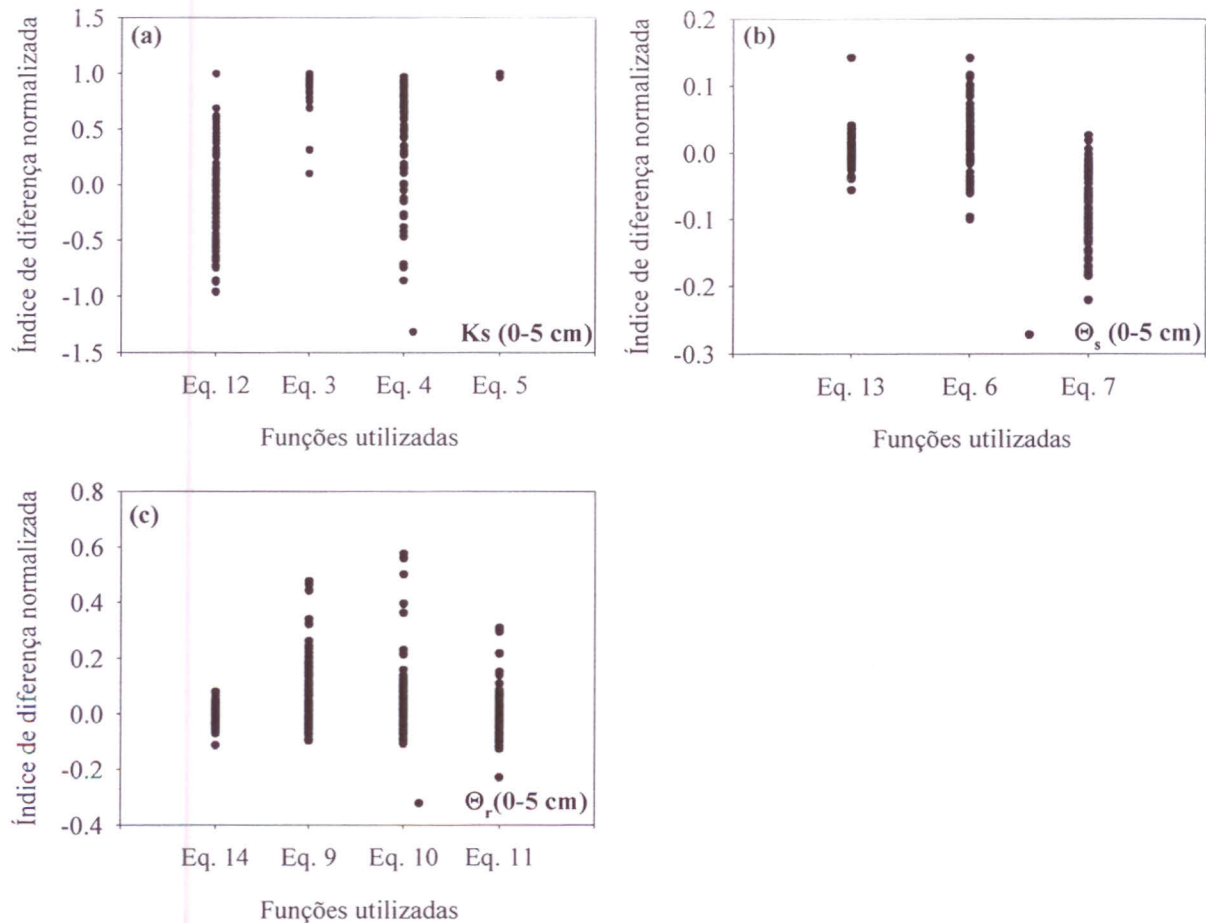 Índice de diferença normalizada
1.5
1.0
0.5
0.0
-0.5
-1.0
-1.5
(a)
Ks (0-5 cm)
Eq. 12 Eq. 3 Eq. 4 Eq. 5
Funções utilizadas
Índice de diferença normalizada
0.2
0.1
0.0
-0.1
-0.2
-0.3
(b)
Θs (0-5 cm)
Eq. 13 Eq. 6 Eq. 7
Funções utilizadas
Índice de diferença normalizada
0.8
0.6
0.4
0.2
0.0
-0.2
-0.4
(c)
Θr(0-5 cm)
Eq. 14 Eq. 9 Eq. 10 Eq. 11
Funções utilizadas